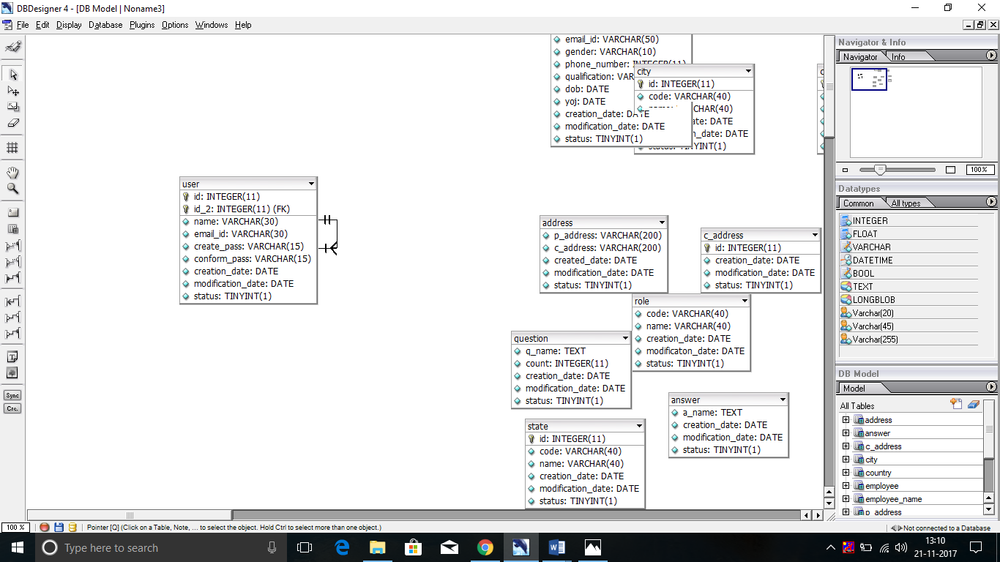 DBDesigner 4 - [DB Model | Noname3]
File Edit Display Database Plugins Options Windows Help
email_id: VARCHAR(50)
gender: VARCHAR(10)
phone_number: INTEGER(11)
qualification: VAR
dob: DATE
yoj: DATE
creation_date: DATE
modification_date: DATE
status: TINYINT(1)
city
id: INTEGER(11)
code: VARCHAR(40)
CHAR(40)
date: DATE
n_date: DATE
status: TINYINT(1)
user
id: INTEGER(11)
id_2: INTEGER(11) (FK)
name: VARCHAR(30)
email_id: VARCHAR(30)
create_pass: VARCHAR(15)
conform_pass: VARCHAR(15)
creation_date: DATE
modification_date: DATE
status: TINYINT(1)
address
p_address: VARCHAR(200)
c_address: VARCHAR(200)
created_date: DATE
modification_date: DATE
status: TINYINT(1)
c_address
id: INTEGER(11)
creation_date: DATE
modification_date: DATE
status: TINYINT(1)
role
code: VARCHAR(40)
name: VARCHAR(40)
creation_date: DATE
modificaton_date: DATE
status: TINYINT(1)
question
q_name: TEXT
count: INTEGER(11)
creation_date: DATE
modification_date: DATE
status: TINYINT(1)
answer
a_name: TEXT
creation_date: DATE
modification_date: DATE
status: TINYINT(1)
state
id: INTEGER(11)
code: VARCHAR(40)
name: VARCHAR(40)
creation_date: DATE
modification_date: DATE
status: TINYINT(1)
Navigator & Info
Navigator Info
100%
Datatypes
Common All types
INTEGER
FLOAT
VARCHAR
DATETIME
BOOL
TEXT
LONGBLOB
Varchar(20)
Varchar(45)
Varchar(255)
DB Model
Model
All Tables
address
answer
c_address
city
country
employee
employee_name
p_address
Sync
Cre.
100 % Pointer [Q] (Click on a Table, Note, ... to select the object. Hold Ctrl to select more than one object.) Not connected to a Database
Type here to search
13:10
21-11-2017